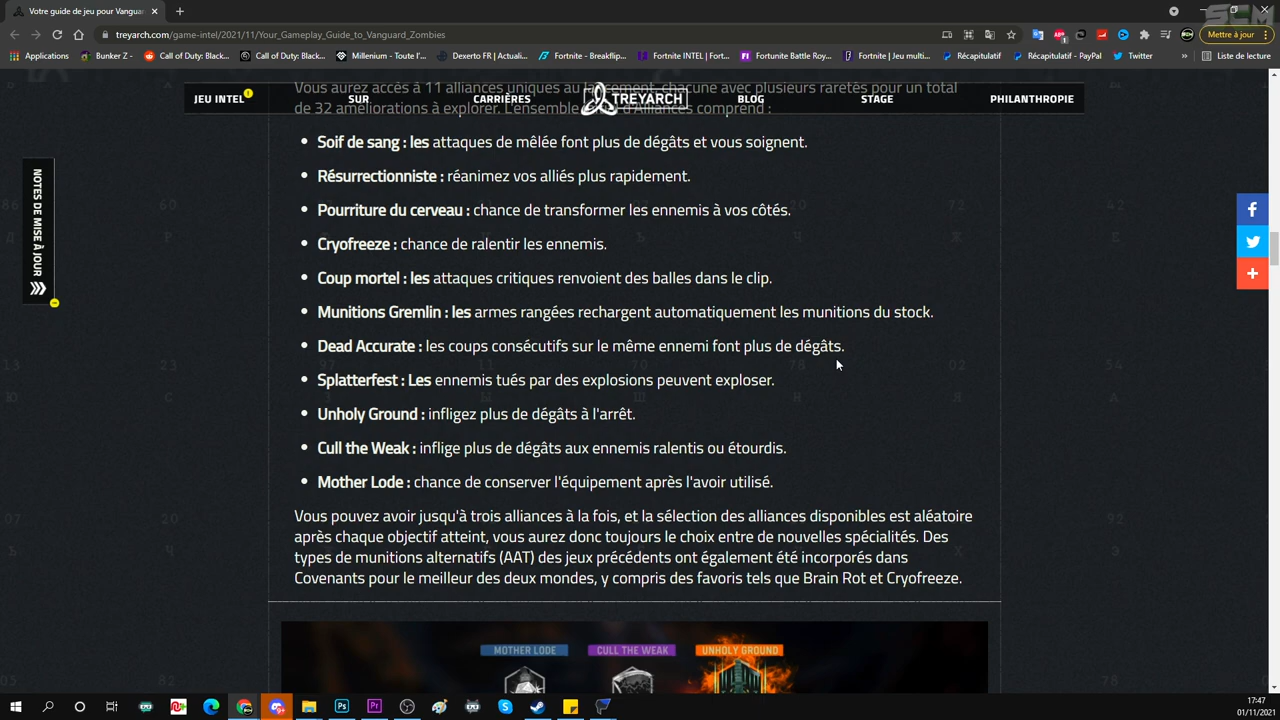 Votre guide de jeu pour Vanguar
SCM
treyarch.com/game-intel/2021/11/Your_Gameplay_Guide_to_Vanguard_Zombies
Mettre à jour
Applications
Bunker Z -
Call of Duty: Black...
Call of Duty: Black...
Millenium - Toute l'...
Dexerto FR | Actuali...
Fortnite - Breakflip...
Fortnite INTEL | Fort...
Fortuite Battle Roy...
Fortnite | Jeu multi...
Récapitulatif
Récapitulatif - PayPal
Twitter
»
Liste de lecture
JEU INTEL
SUR
CARRIÈRES
TREYARCH
BLOG
STAGE
PHILANTHROPIE
Vous aurez accès à 11 alliances uniques au lancement, chacune avec plusieurs raretés pour un total
de 32 améliorations à explorer. L'ensemble d'Alliances comprend :
NOTES DE MISE À JOUR
Soif de sang : les attaques de mêlée font plus de dégâts et vous soignent.
Résurrectionniste : réanimez vos alliés plus rapidement.
Pourriture du cerveau : chance de transformer les ennemis à vos côtés.
Cryofreeze : chance de ralentir les ennemis.
Coup mortel : les attaques critiques renvoient des balles dans le clip.
Munitions Gremlin : les armes rangées rechargent automatiquement les munitions du stock.
Dead Accurate : les coups consécutifs sur le même ennemi font plus de dégâts.
Splatterfest : Les ennemis tués par des explosions peuvent exploser.
Unholy Ground : infligez plus de dégâts à l'arrêt.
Cull the Weak : inflige plus de dégâts aux ennemis ralentis ou étourdis.
Mother Lode : chance de conserver l'équipement après l'avoir utilisé.
Vous pouvez avoir jusqu'à trois alliances à la fois, et la sélection des alliances disponibles est aléatoire
après chaque objectif atteint, vous aurez donc toujours le choix entre de nouvelles spécialités. Des
types de munitions alternatifs (AAT) des jeux précédents ont également été incorporés dans
Covenants pour le meilleur des deux mondes, y compris des favoris tels que Brain Rot et Cryofreeze.
MOTHER LODE
CULL THE WEAK
UNHOLY GROUND
17:47
01/11/2021